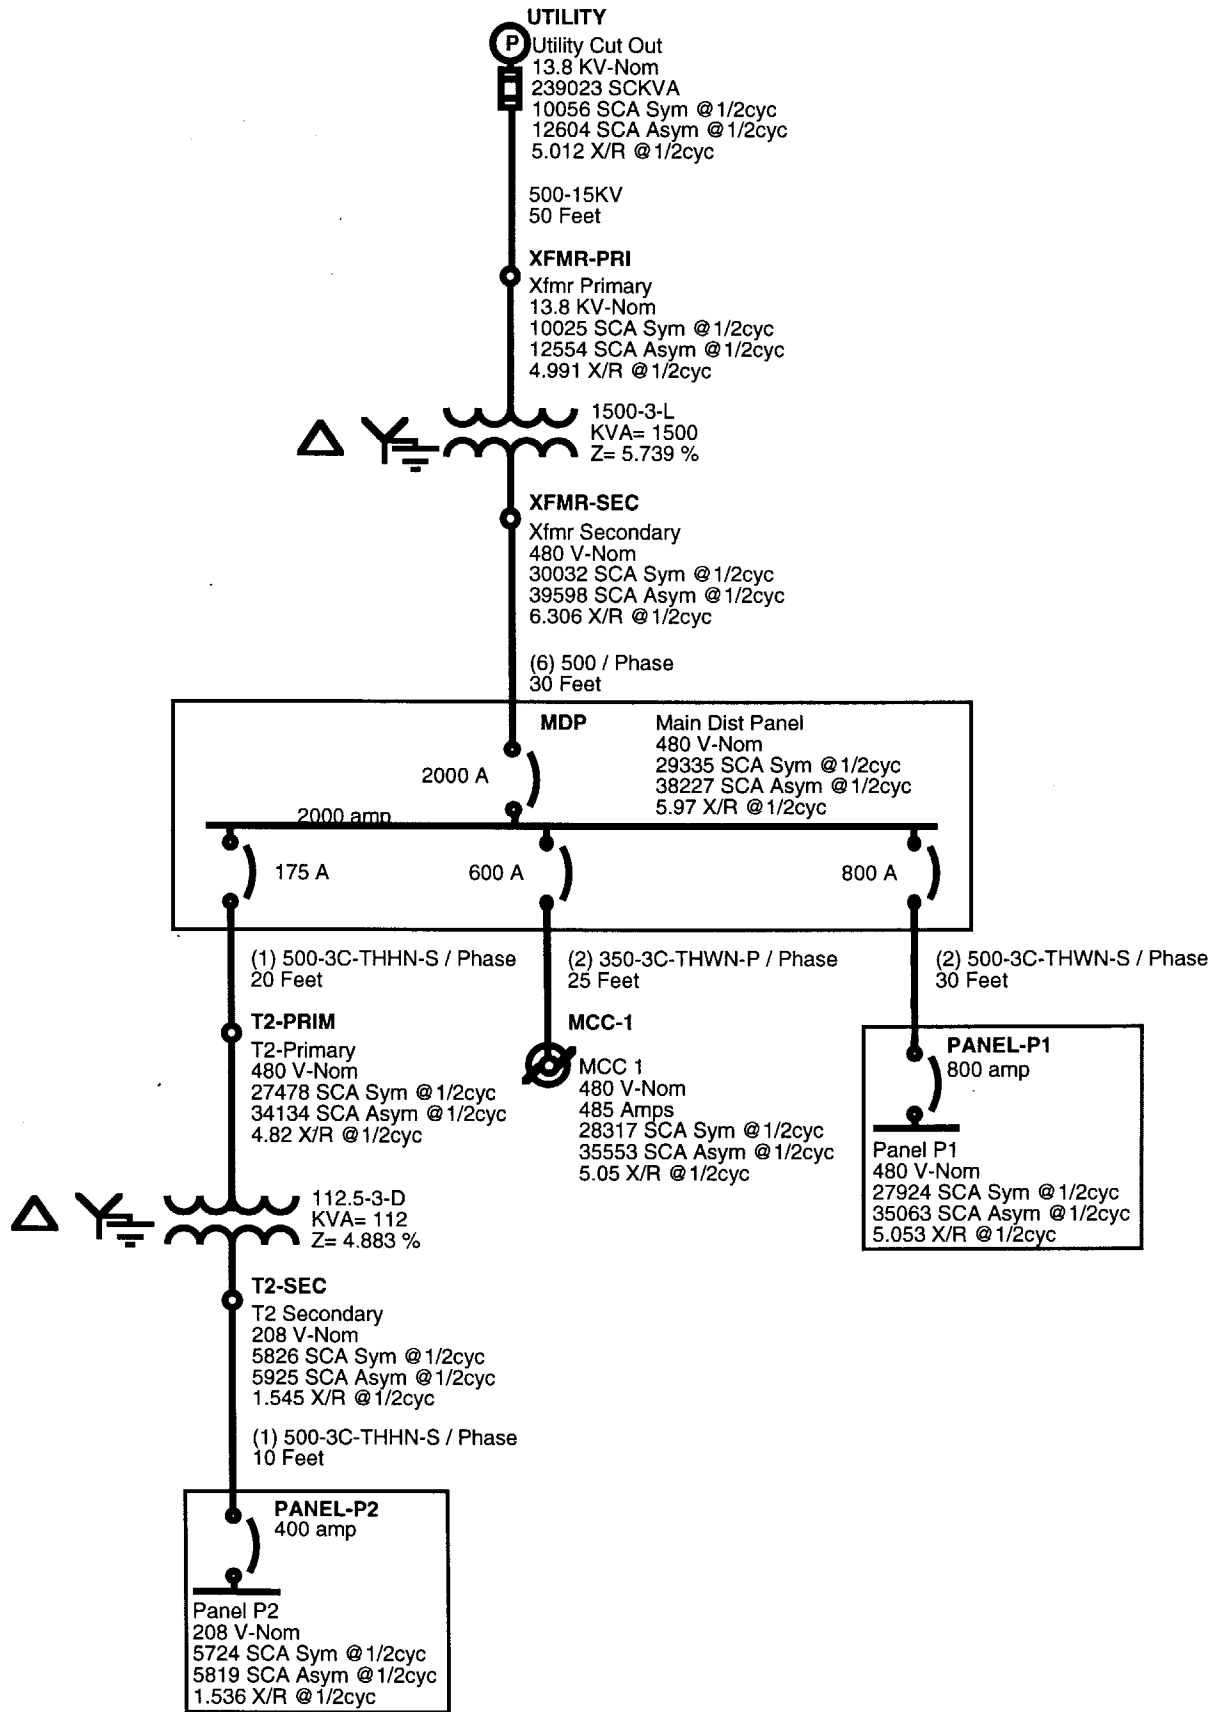 UTILITY
P
Utility Cut Out
13.8 KV-Nom
239023 SCKVA
10056 SCA Sym @1/2cyc
12604 SCA Asym @1/2cyc
5.012 X/R @1/2cyc
500-15KV
50 Feet
XFMR-PRI
Xfmr Primary
13.8 KV-Nom
10025 SCA Sym @1/2cyc
12554 SCA Asym @1/2cyc
4.991 X/R @1/2cyc
1500-3-L
KVA= 1500
Z= 5.739 %
XFMR-SEC
Xfmr Secondary
480 V-Nom
30032 SCA Sym @1/2cyc
39598 SCA Asym @1/2cyc
6.306 X/R @1/2cyc
(6) 500 / Phase
30 Feet
MDP
Main Dist Panel
480 V-Nom
29335 SCA Sym @1/2cyc
38227 SCA Asym @1/2cyc
5.97 X/R @1/2cyc
2000 A
2000 amp
175 A
600 A
800 A
(1) 500-3C-THHN-S / Phase
20 Feet
(2) 350-3C-THWN-P / Phase
25 Feet
(2) 500-3C-THWN-S / Phase
30 Feet
T2-PRIM
T2-Primary
480 V-Nom
27478 SCA Sym @1/2cyc
34134 SCA Asym @1/2cyc
4.82 X/R @1/2cyc
MCC-1
MCC 1
480 V-Nom
485 Amps
28317 SCA Sym @1/2cyc
35553 SCA Asym @1/2cyc
5.05 X/R @1/2cyc
PANEL-P1
800 amp
Panel P1
480 V-Nom
27924 SCA Sym @1/2cyc
35063 SCA Asym @1/2cyc
5.053 X/R @1/2cyc
112.5-3-D
KVA= 112
Z= 4.883 %
T2-SEC
T2 Secondary
208 V-Nom
5826 SCA Sym @1/2cyc
5925 SCA Asym @1/2cyc
1.545 X/R @1/2cyc
(1) 500-3C-THHN-S / Phase
10 Feet
PANEL-P2
400 amp
Panel P2
208 V-Nom
5724 SCA Sym @1/2cyc
5819 SCA Asym @1/2cyc
1.536 X/R @1/2cyc